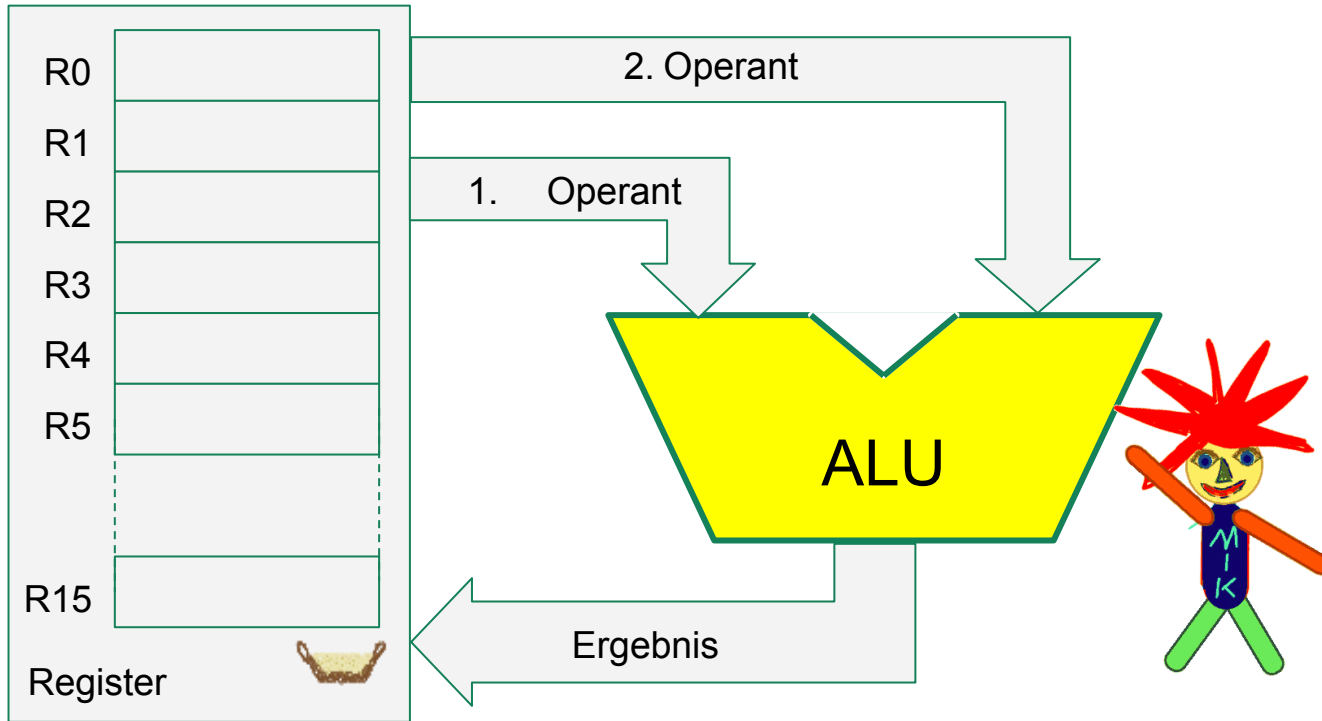 R0
R1
R2
R3
R4
R5
R15
Register
2. Operant
1. Operant
ALU
Ergebnis
M
I
K